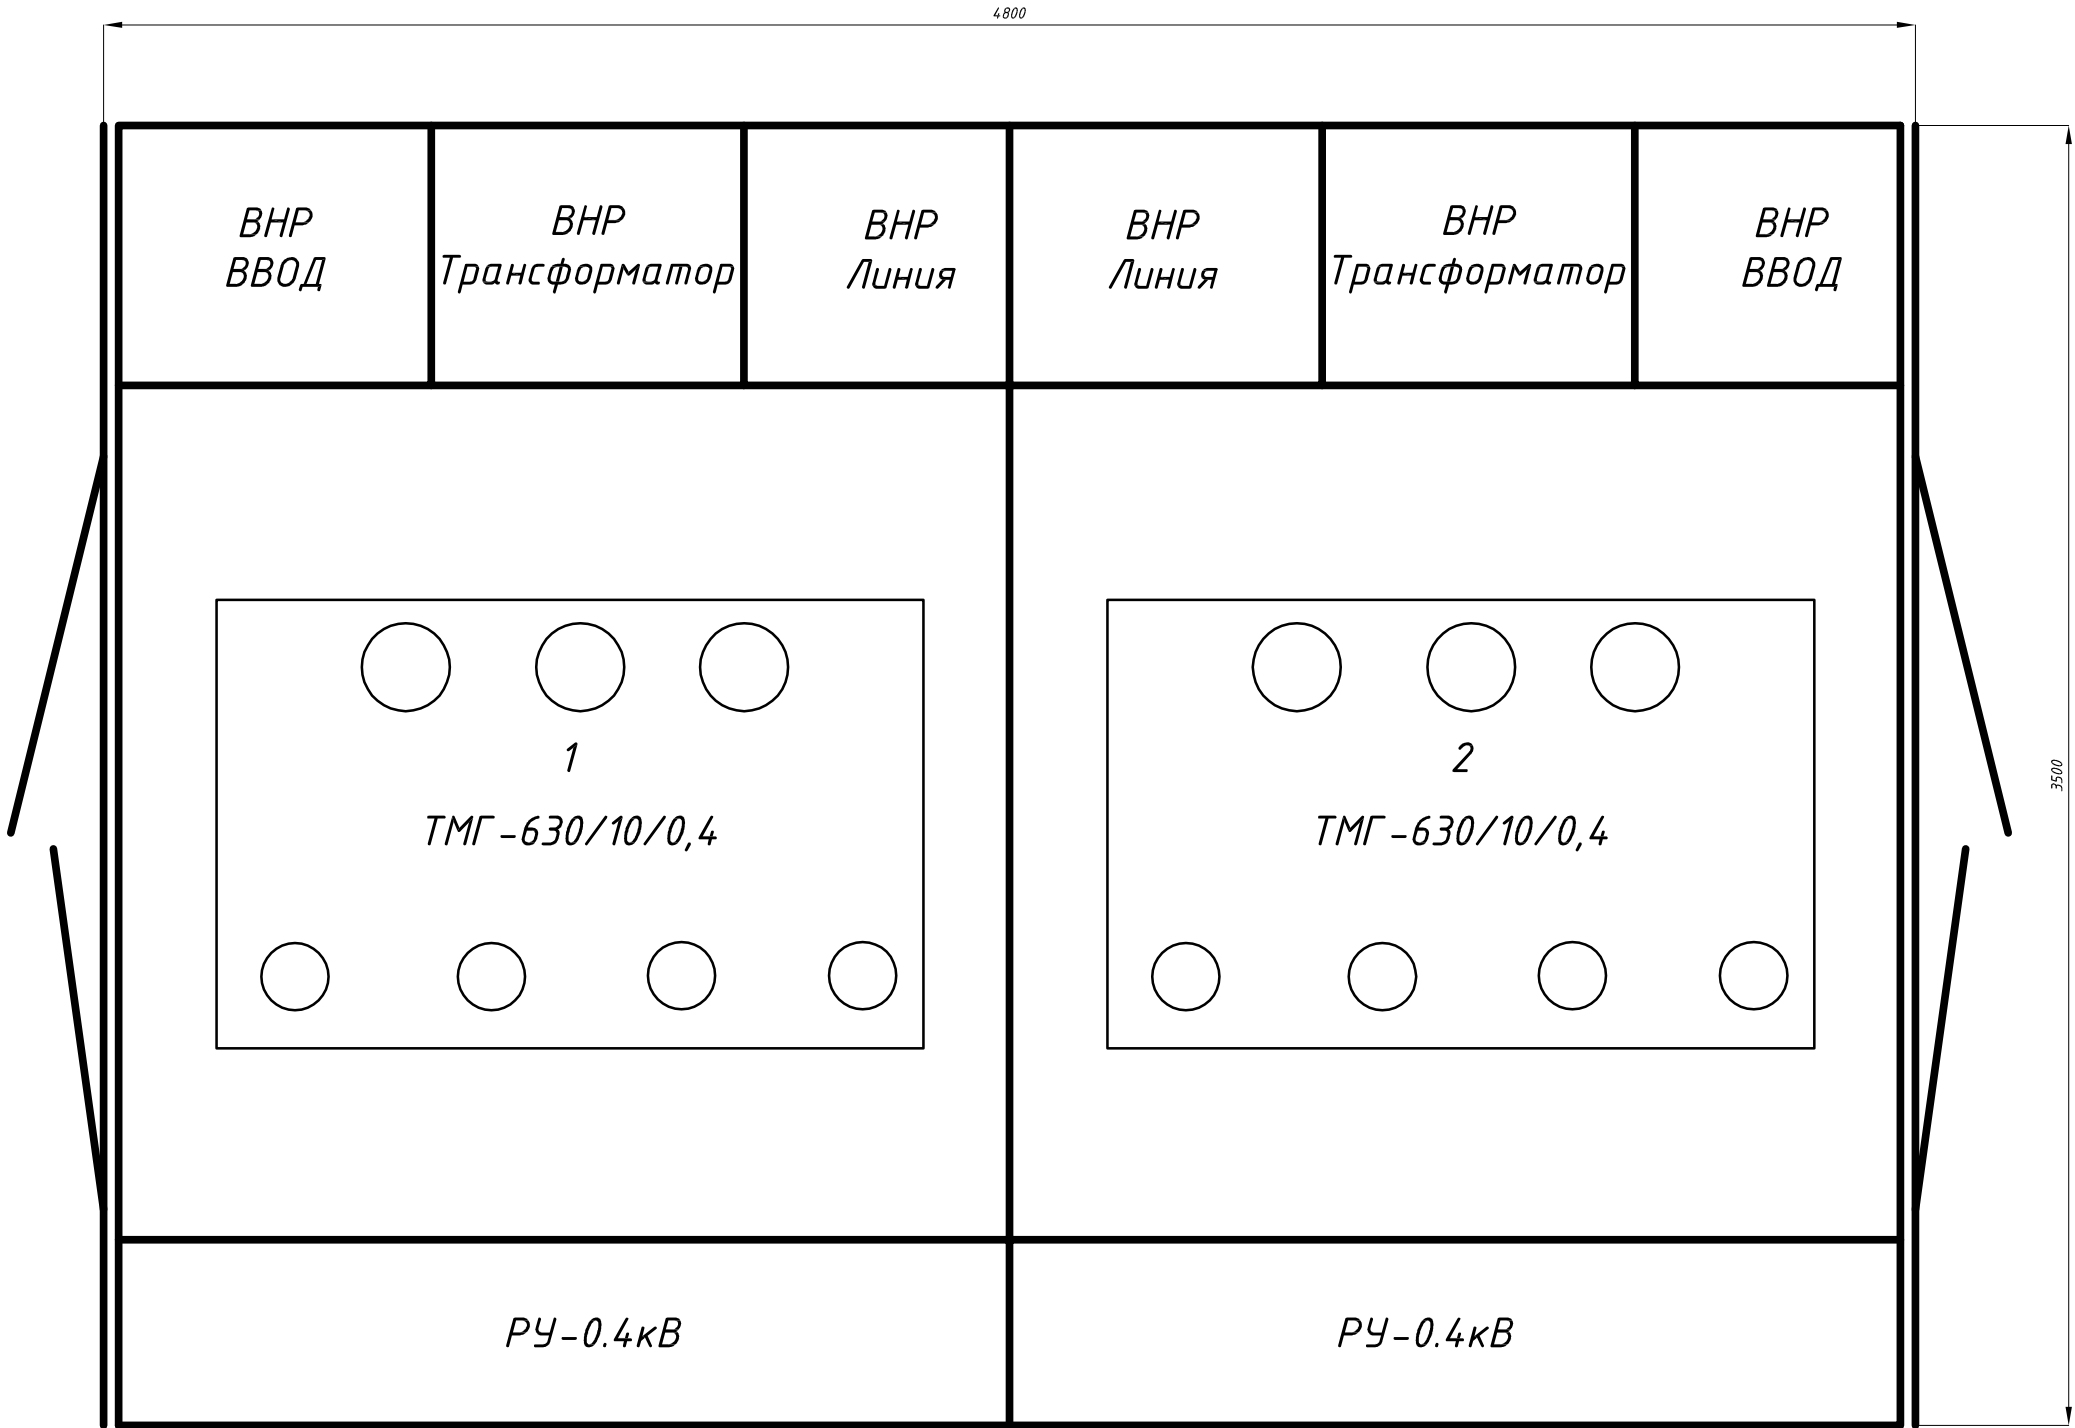 4800
ВНР
ВВОД
ВНР
Трансформатор
ВНР
Линия
ВНР
Линия
ВНР
Трансформатор
ВНР
ВВОД
1
ТМГ-630/10/0,4
2
ТМГ-630/10/0,4
3500
РУ-0.4кВ
РУ-0.4кВ